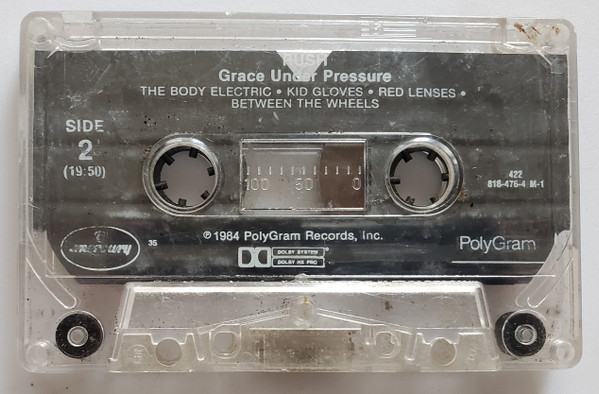 RUSH
Grace Under Pressure
THE BODY ELECTRIC • KID GLOVES • RED LENSES •
BETWEEN THE WHEELS
SIDE
2
(19:50)
100 50 0
422
818-476-4 M-1
mercury
35
℗ 1984 PolyGram Records, Inc.
PolyGram
DOLBY SYSTEM
DOLBY HX PRO